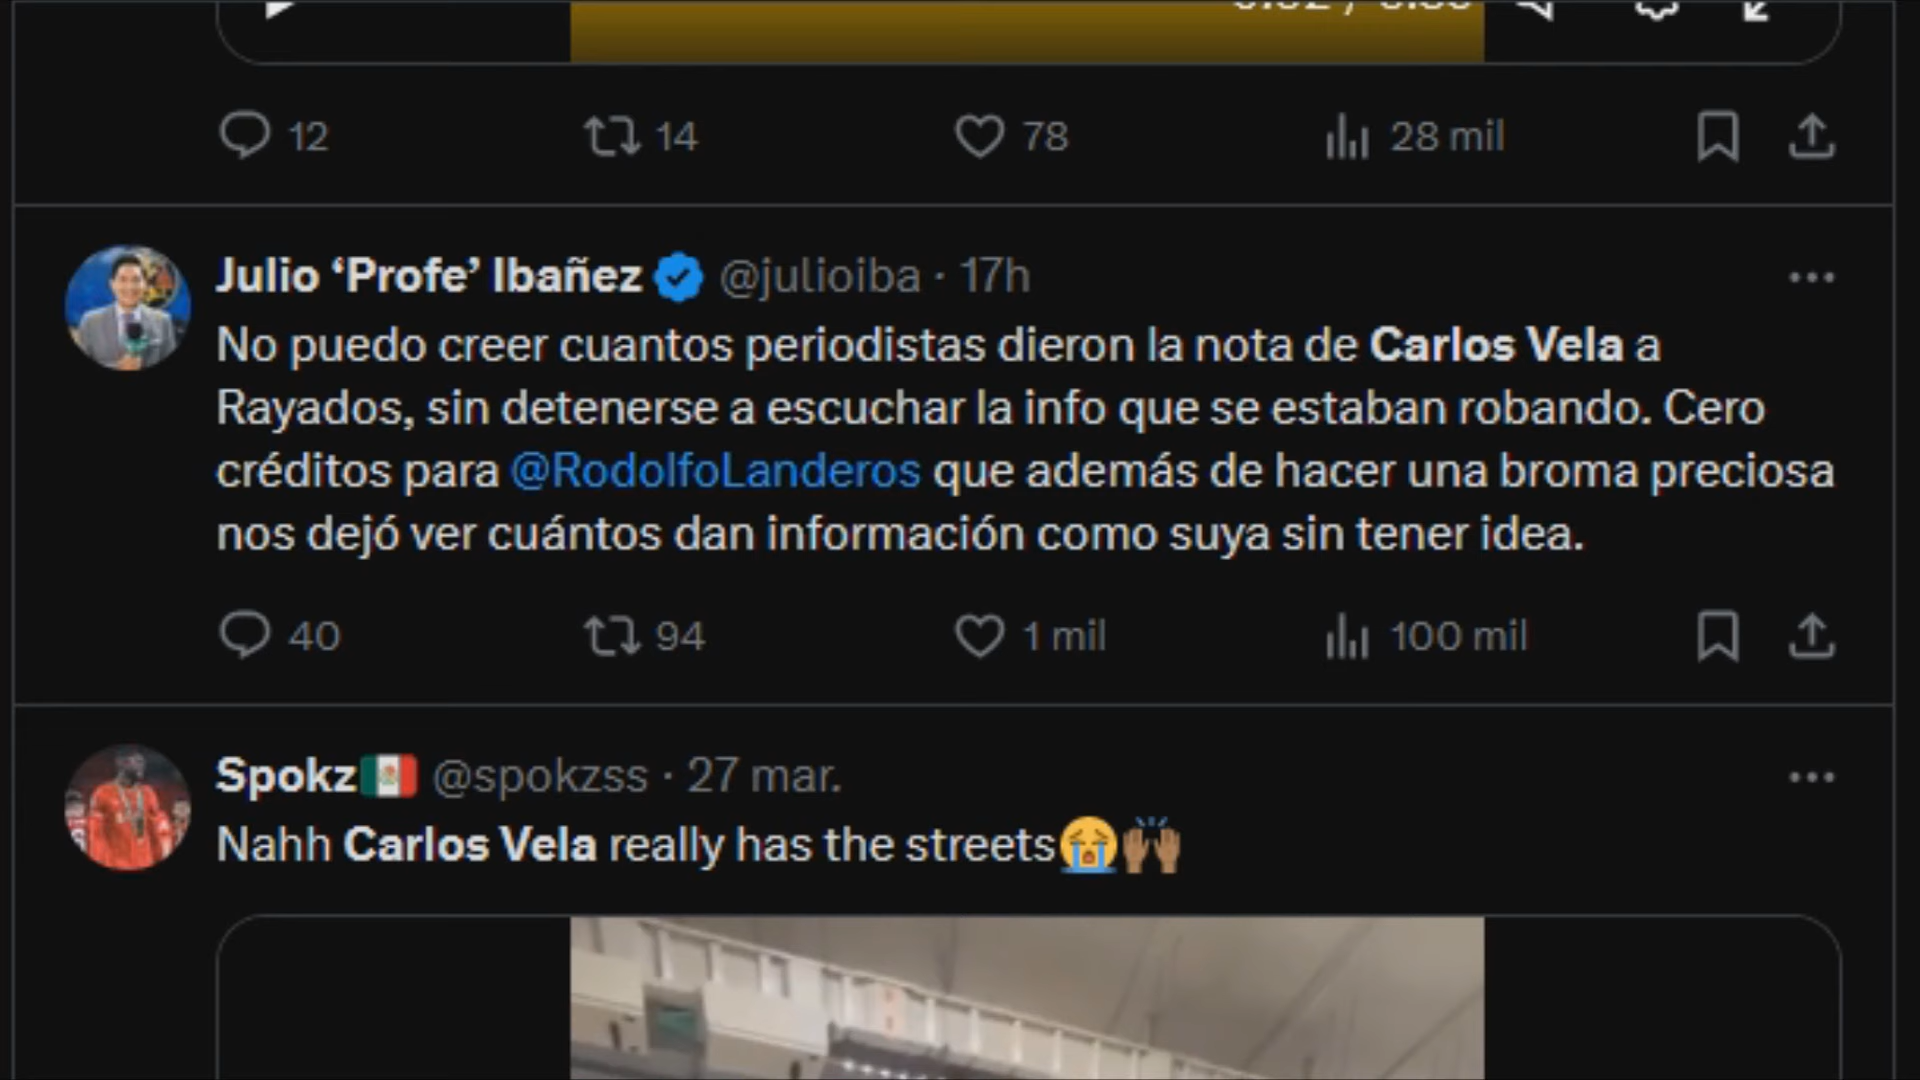 12 14 78 28 mil
Julio ‘Profe’ Ibañez @julioiba · 17h
No puedo creer cuantos periodistas dieron la nota de Carlos Vela a
Rayados, sin detenerse a escuchar la info que se estaban robando. Cero
créditos para @RodolfoLanderos que además de hacer una broma preciosa
nos dejó ver cuántos dan información como suya sin tener idea.
40 94 1 mil 100 mil
Spokz🇲🇽 @spokzss · 27 mar.
Nahh Carlos Vela really has the streets😭🙌🏽